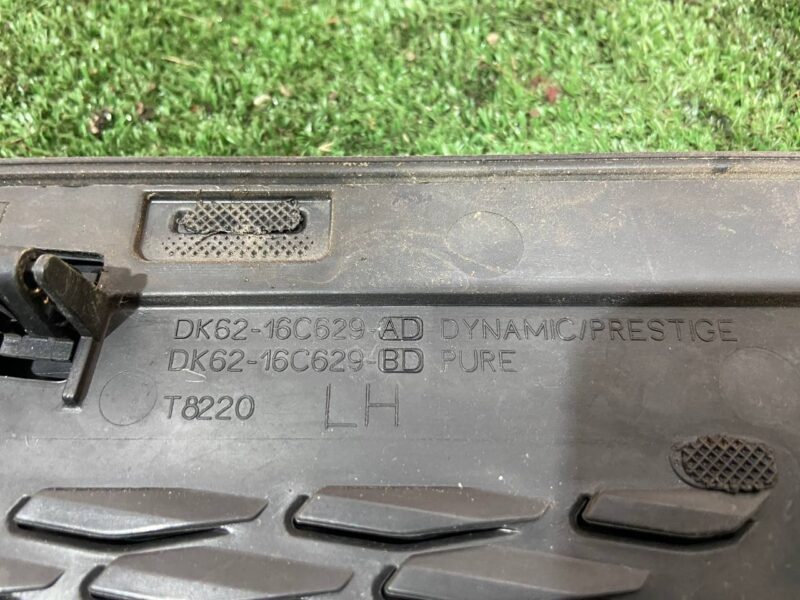 DK62-16C629-AD DYNAMIC/PRESTIGE
DK62-16C629-BD PURE
T8220 LH